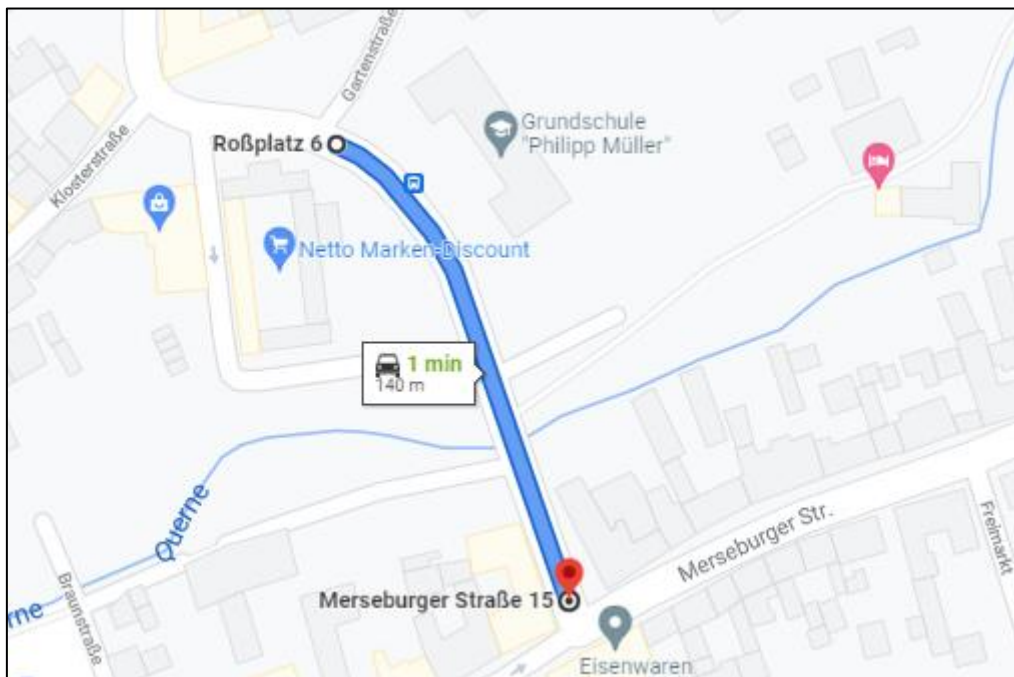 Gartenstraße
Roßplatz 6
Grundschule
"Philipp Müller"
Klosterstraße
Netto Marken-Discount
1 min
140 m
Querne
Merseburger Str.
Freimarkt
Braunstraße
rne
Merseburger Straße 15
Eisenwaren